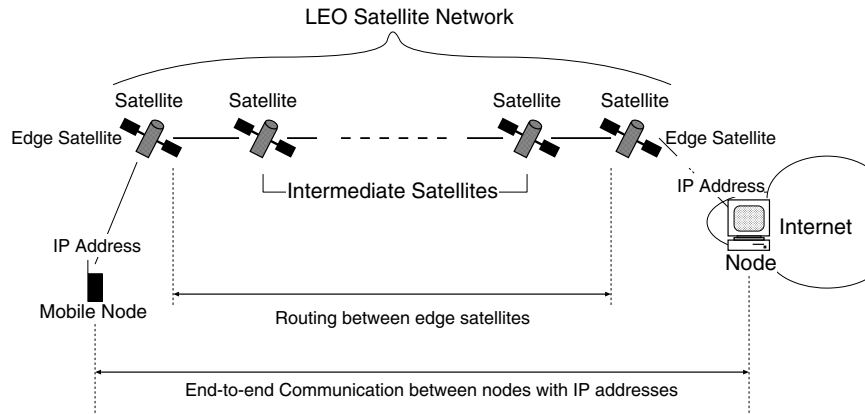 LEO Satellite Network
Satellite
Satellite
Satellite
Satellite
Edge Satellite
Edge Satellite
Intermediate Satellites
IP Address
Internet
IP Address
Node
Mobile Node
Routing between edge satellites
End-to-end Communication between nodes with IP addresses